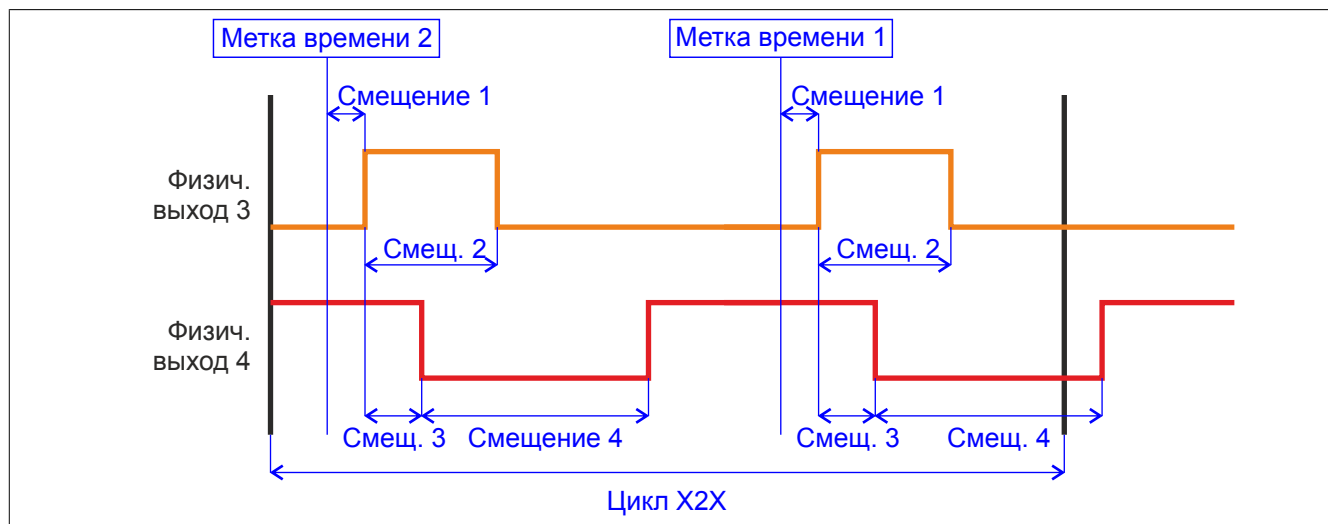 Метка времени 2
Метка времени 1
Смещение 1
Смещение 1
Физич.
выход 3
Смещ. 2
Смещ. 2
Физич.
выход 4
Смещ. 3
Смещение 4
Смещ. 3
Смещ. 4
Цикл X2X